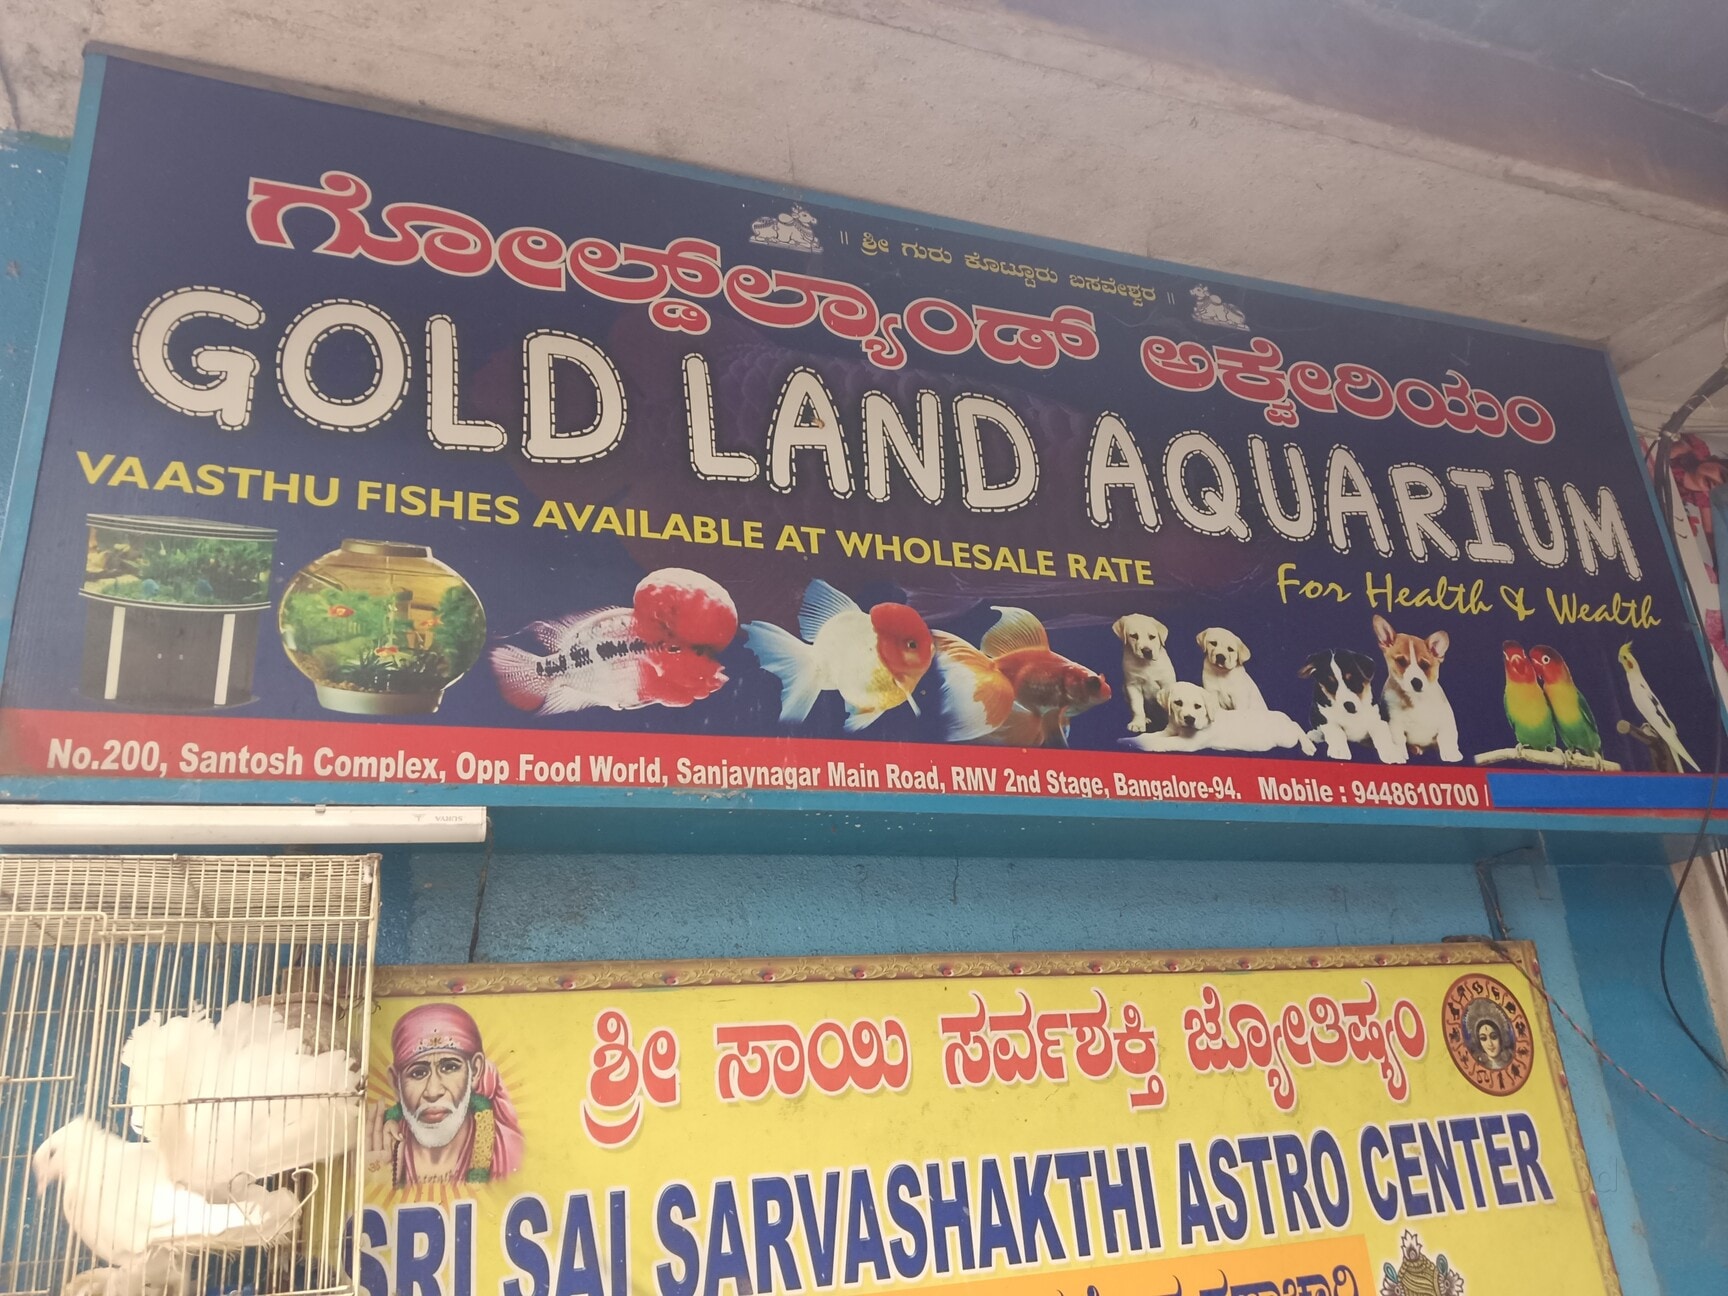 || ಶ್ರೀ ಗುರು ಕೊಟ್ಟೂರು ಬಸವೇಶ್ವರ ||
ಗೋಲ್ಡ್‌ಲ್ಯಾಂಡ್ ಅಕ್ವೇರಿಯಂ
GOLD LAND AQUARIUM
VAASTHU FISHES AVAILABLE AT WHOLESALE RATE
For Health & Wealth
No.200, Santosh Complex, Opp Food World, Sanjaynagar Main Road, RMV 2nd Stage, Bangalore-94. Mobile : 9448610700
ಶ್ರೀ ಸಾಯಿ ಸರ್ವಶಕ್ತಿ ಜ್ಯೋತಿಷ್ಯಂ
SRI SAI SARVASHAKTHI ASTRO CENTER